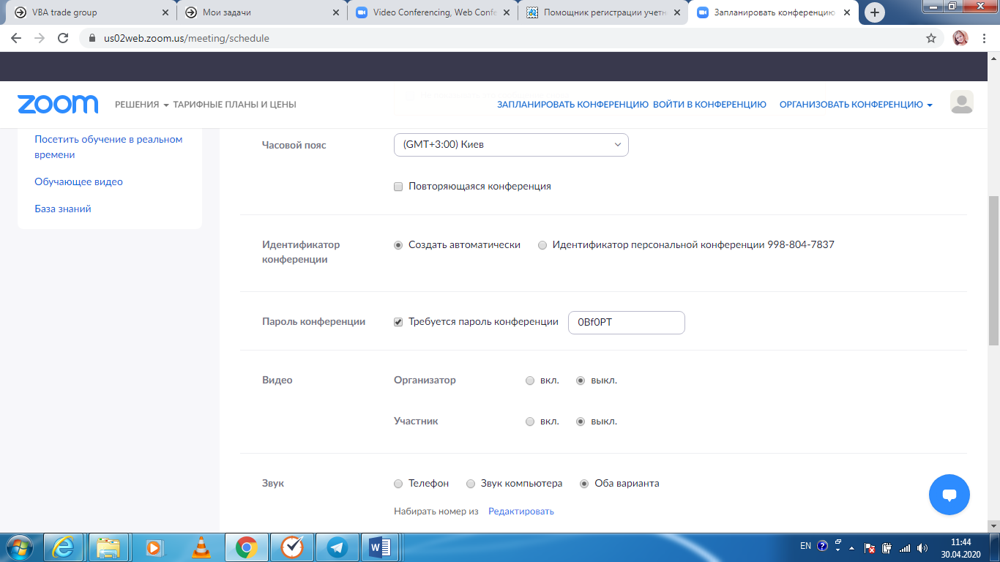 VBA trade group
Мои задачи
Video Conferencing, Web Confe
Помощник регистрации учетн
Запланировать конференцию
us02web.zoom.us/meeting/schedule
zoom
РЕШЕНИЯ
ТАРИФНЫЕ ПЛАНЫ И ЦЕНЫ
ЗАПЛАНИРОВАТЬ КОНФЕРЕНЦИЮ
ВОЙТИ В КОНФЕРЕНЦИЮ
ОРГАНИЗОВАТЬ КОНФЕРЕНЦИЮ
Посетить обучение в реальном
времени
Обучающее видео
База знаний
Часовой пояс
(GMT+3:00) Киев
Повторяющаяся конференция
Идентификатор
конференции
Создать автоматически
Идентификатор персональной конференции 998-804-7837
Пароль конференции
Требуется пароль конференции
0Bf0PT
Видео
Организатор
вкл.
выкл.
Участник
вкл.
выкл.
Звук
Телефон
Звук компьютера
Оба варианта
Набирать номер из
Редактировать
EN
11:44
30.04.2020